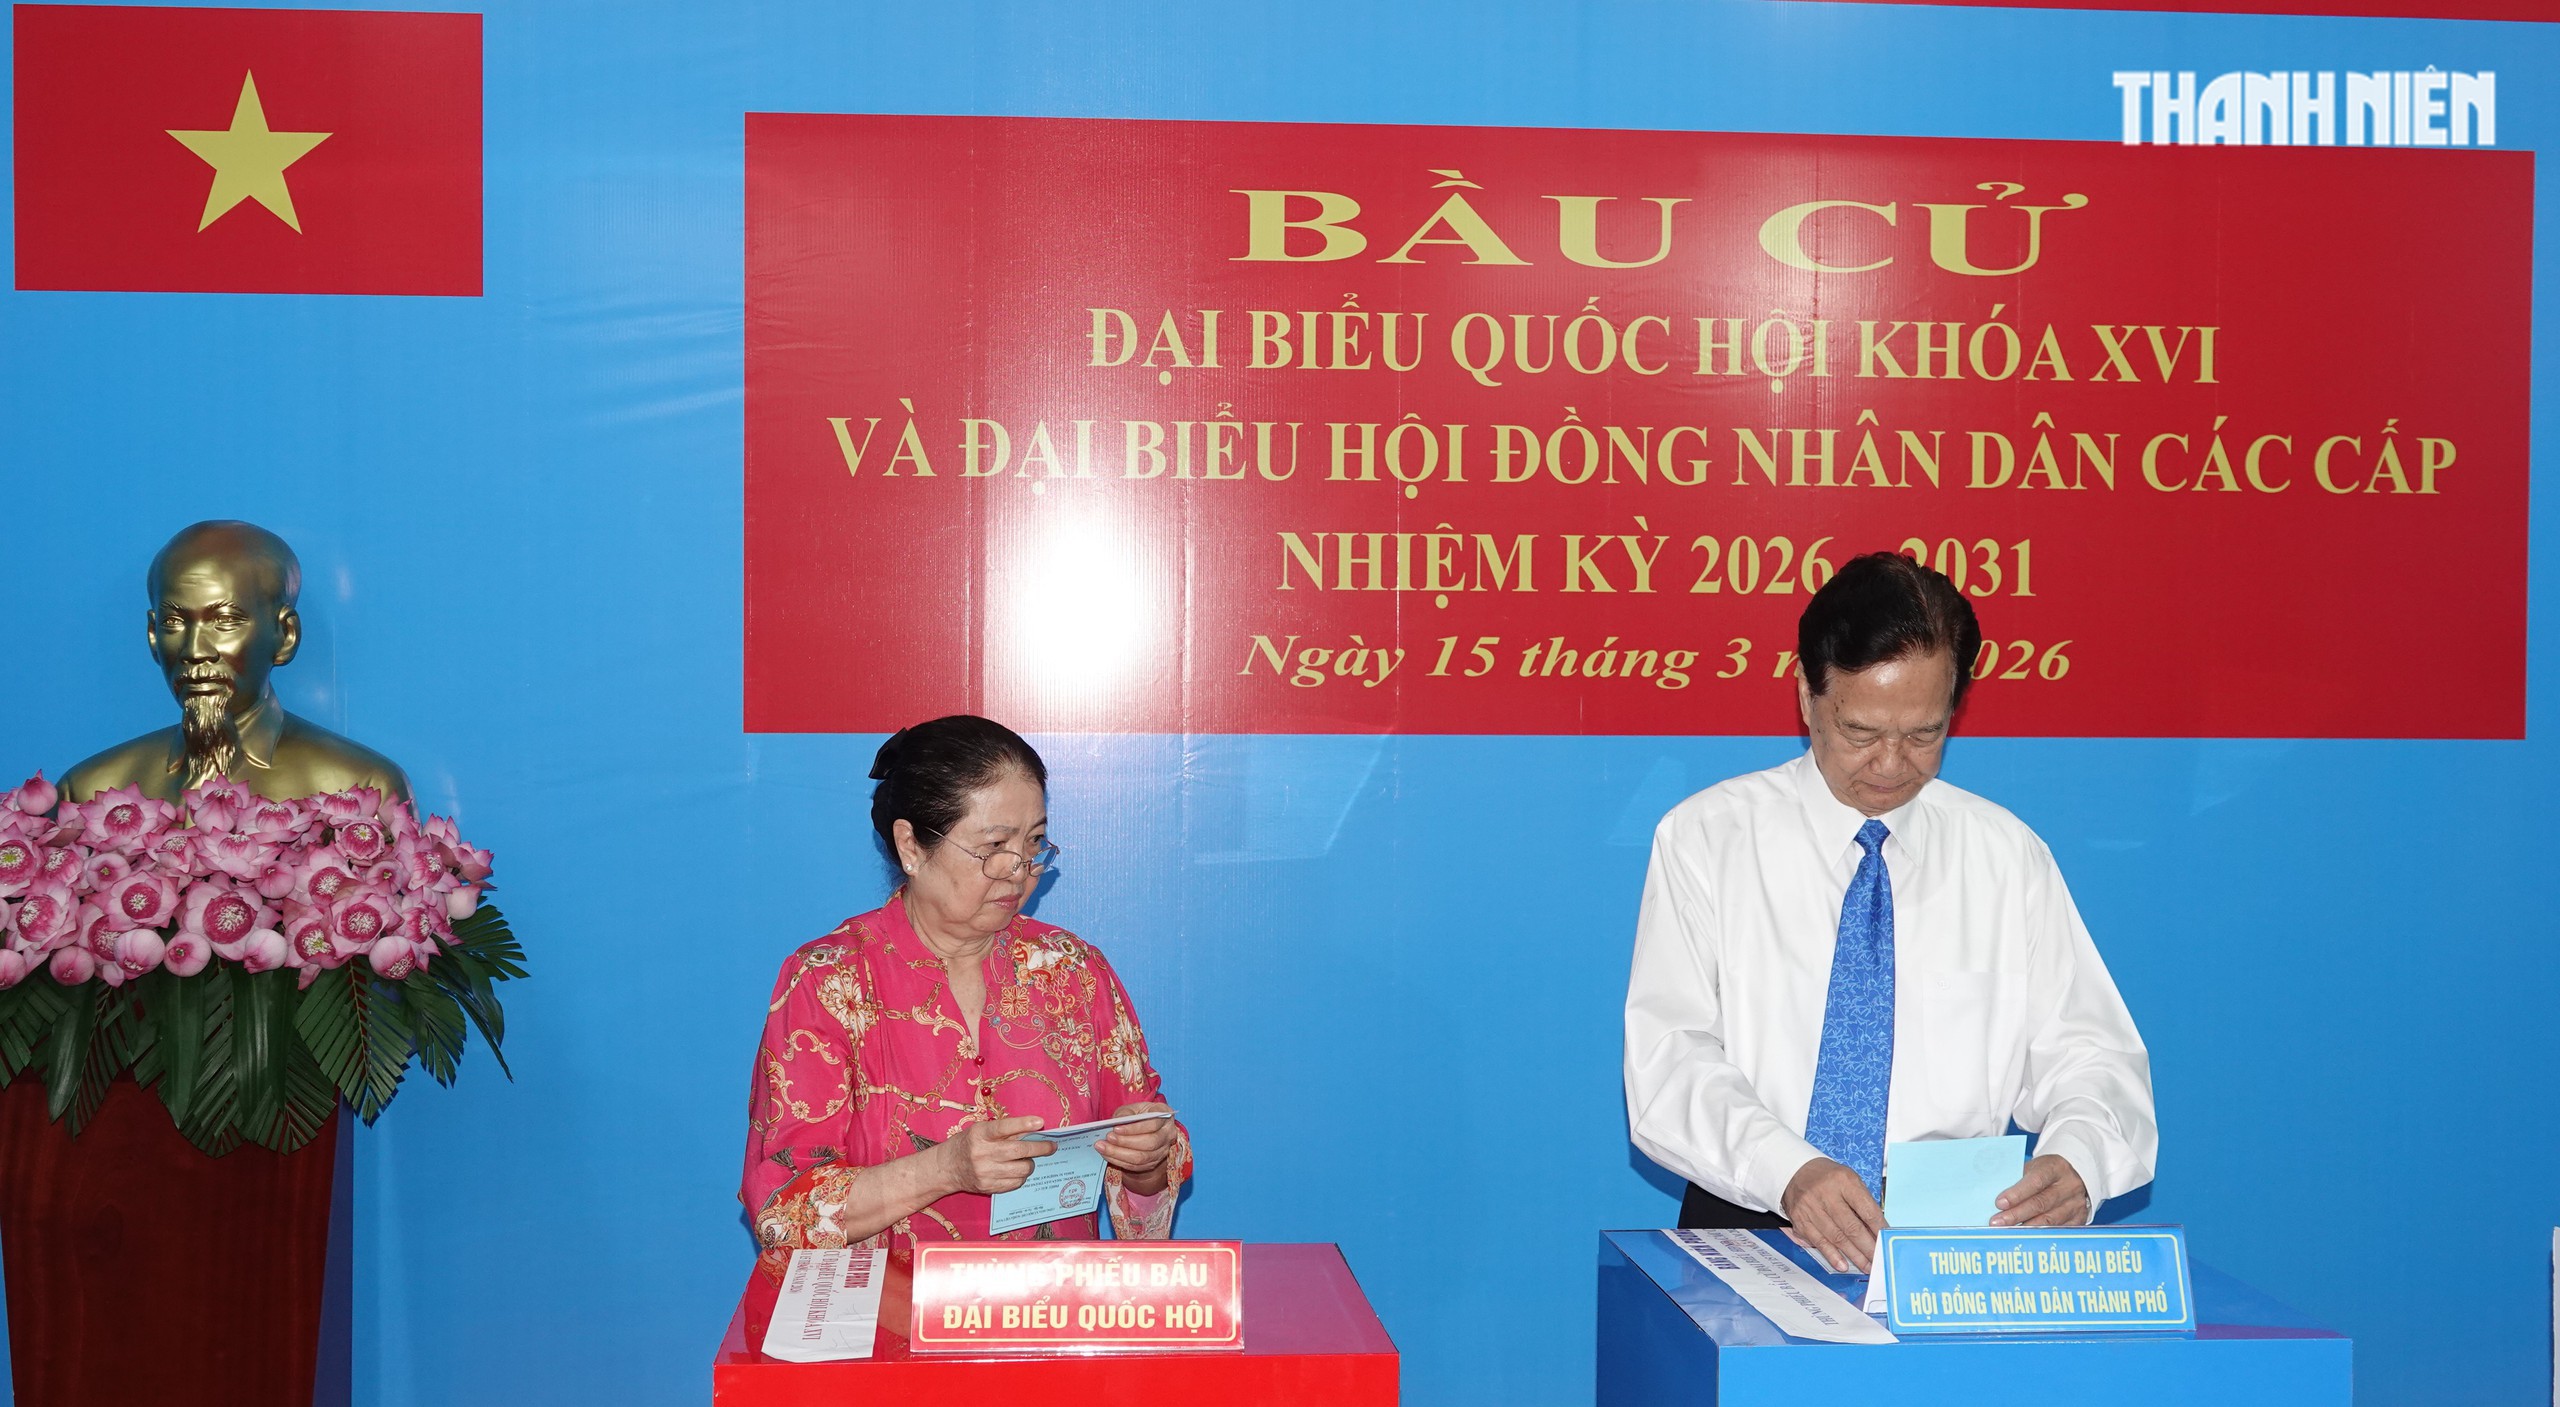 THANH NIÊN
BẦU CỬ
ĐẠI BIỂU QUỐC HỘI KHÓA XVI
VÀ ĐẠI BIỂU HỘI ĐỒNG NHÂN DÂN CÁC CẤP
NHIỆM KỲ 2026 2031
Ngày 15 tháng 3 026
THÙNG PHIẾU BẦU
ĐẠI BIỂU QUỐC HỘI
THÙNG PHIẾU BẦU ĐẠI BIỂU
HỘI ĐỒNG NHÂN DÂN THÀNH PHỐ